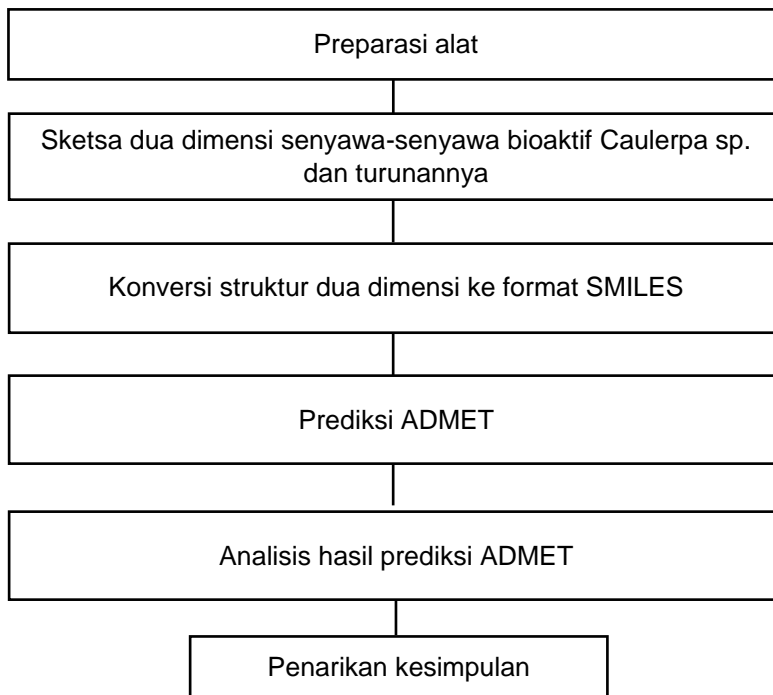 Preparasi alat
Sketsa dua dimensi senyawa-senyawa bioaktif Caulerpa sp.
dan turunannya
Konversi struktur dua dimensi ke format SMILES
Prediksi ADMET
Analisis hasil prediksi ADMET
Penarikan kesimpulan